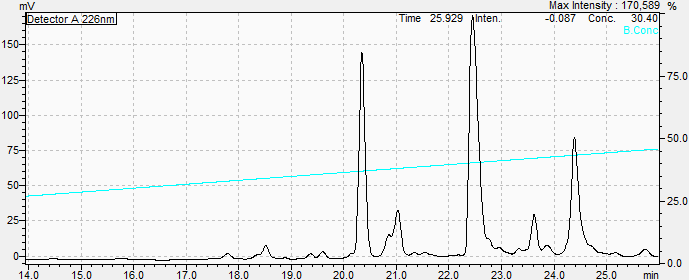 mV Max Intensity : 170,589 %
Detector A 226nm Time 25.929 Inten. -0.087 Conc. 30.40
B.Conc
150
125
100
75
50
25
0
75.0
50.0
25.0
0.0
14.0 15.0 16.0 17.0 18.0 19.0 20.0 21.0 22.0 23.0 24.0 25.0 min